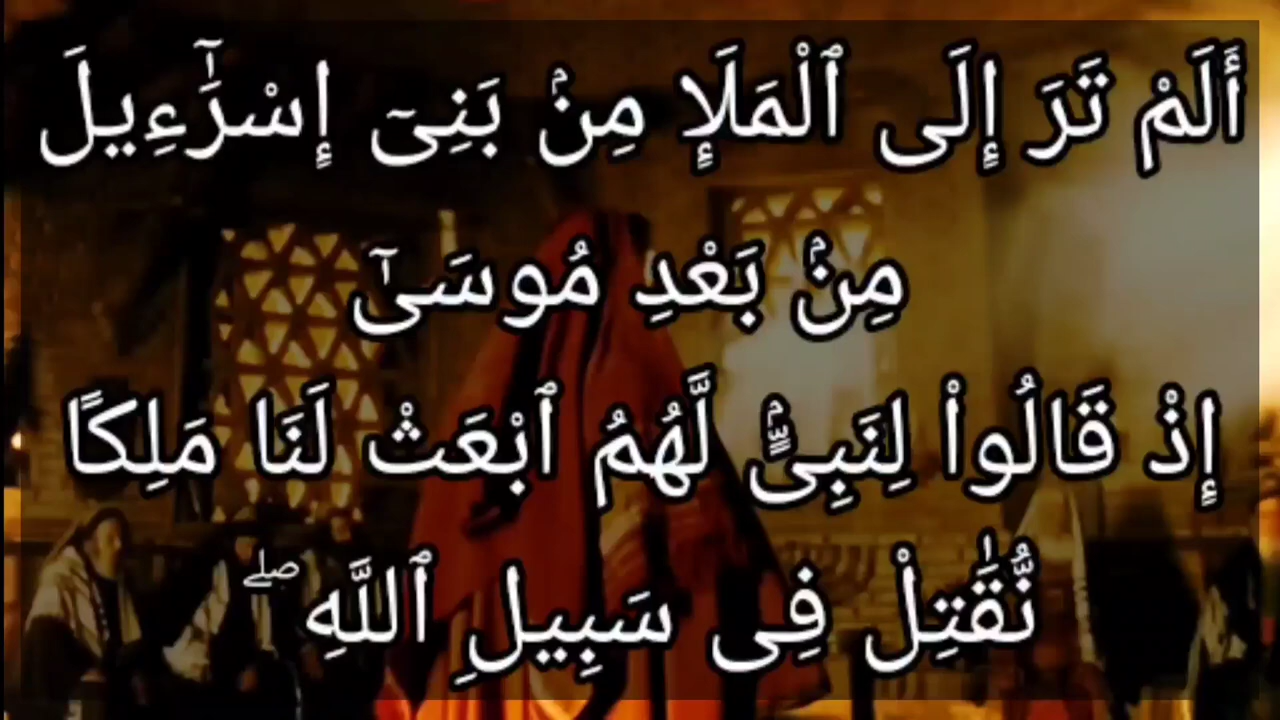 أَلَمْ تَرَ إِلَى ٱلْمَلَإِ مِنۢ بَنِىٓ إِسْرَٰٓءِيلَ
مِنۢ بَعْدِ مُوسَىٰٓ
إِذْ قَالُوا۟ لِنَبِىٍّۢ لَّهُمُ ٱبْعَثْ لَنَا مَلِكًا
نُّقَٰتِلْ فِى سَبِيلِ ٱللَّهِ ۖ